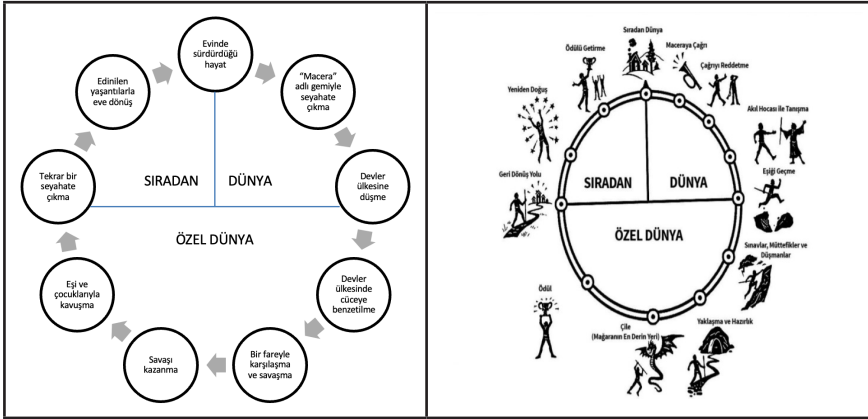 Evinde
sürdürdüğü
hayat
"Macera"
adlı gemiyle
seyahate
çıkma
Devler
ülkesine
düşme
Devler
ülkesinde
cüceye
benzetilme
Bir fareyle
karşılaşma
ve savaşma
Savaşı
kazanma
Eşi ve
çocuklarıyla
kavuşma
Tekrar bir
seyahate
çıkma
Edinilen
yaşantılarla
eve dönüş
SIRADAN DÜNYA
ÖZEL DÜNYA
Sıradan Dünya
Maceraya Çağrı
Çağrıyı Reddetme
Akıl Hocası ile Tanışma
Eşiği Geçme
Sınavlar, Müttefikler ve
Düşmanlar
Yaklaşma ve Hazırlık
Çile
(Mağaranın En Derin Yeri)
Ödül
Geri Dönüş Yolu
Yeniden Doğuş
Ödülü Getirme
SIRADAN DÜNYA
ÖZEL DÜNYA